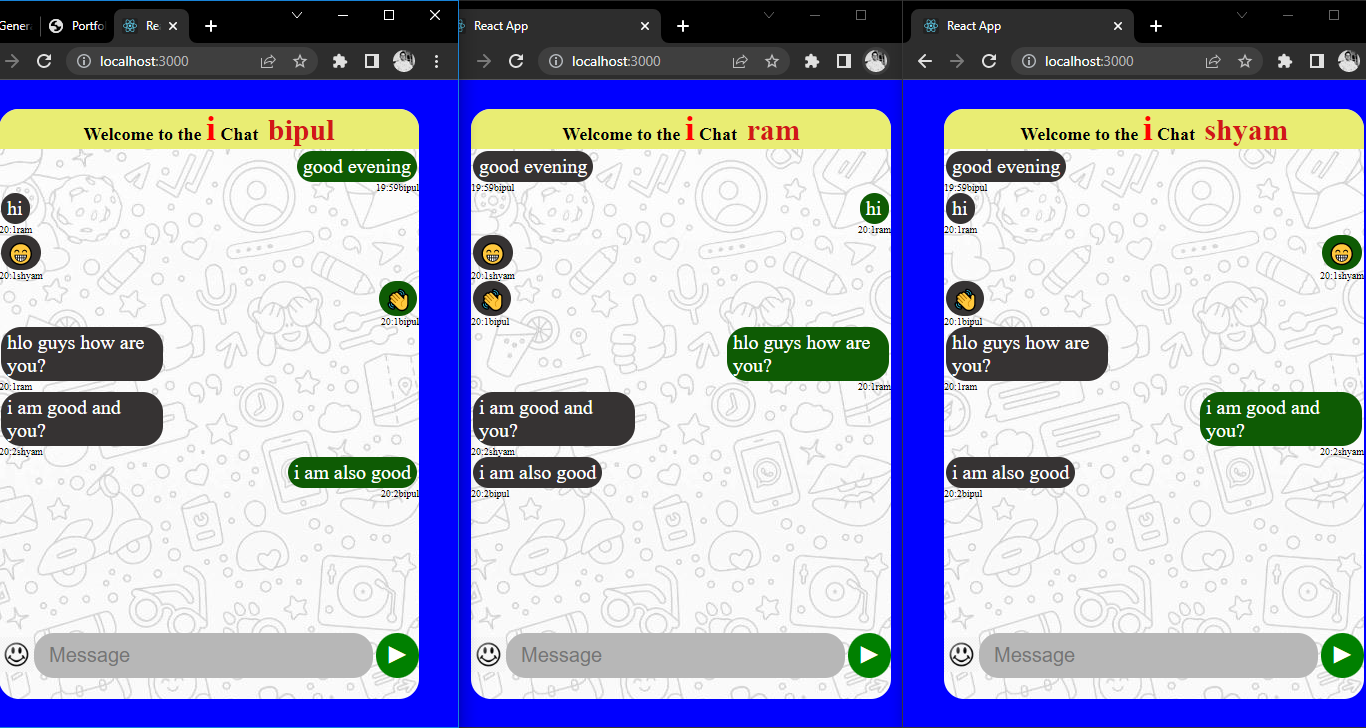 Gener
Portfo
Re
localhost:3000
Welcome to the i Chat bipul
good evening
19:59bipul
hi
20:1ram
😁
20:1shyam
👏
20:1bipul
hlo guys how are
you?
20:1ram
i am good and
you?
20:2shyam
i am also good
20:2bipul
Message
React App
localhost:3000
Welcome to the i Chat ram
good evening
19:59bipul
hi
20:1ram
😁
20:1shyam
👏
20:1bipul
hlo guys how are
you?
20:1ram
i am good and
you?
20:2shyam
i am also good
20:2bipul
Message
React App
localhost:3000
Welcome to the i Chat shyam
good evening
19:59bipul
hi
20:1ram
😁
20:1shyam
👏
20:1bipul
hlo guys how are
you?
20:1ram
i am good and
you?
20:2shyam
i am also good
20:2bipul
Message